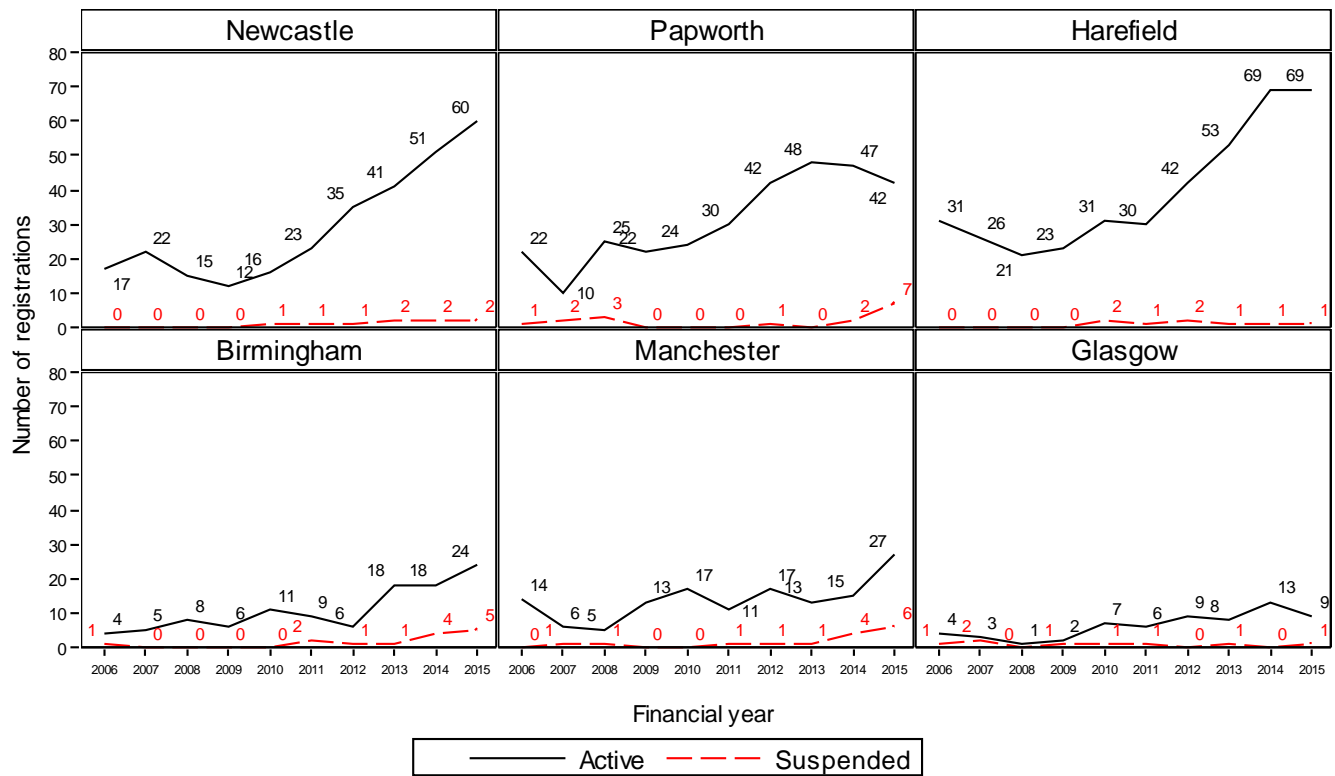 Newcastle Papworth Harefield
80
70
60
50
40
30
20
10
0
17 22 15 12 16 23 35 41 51 60
0 0 0 0 1 1 1 2 2 2
22 10 25 22 24 30 42 48 47 42
1 2 3 0 0 0 1 0 2 7
31 26 21 23 31 30 42 53 69 69
0 0 0 0 2 1 2 1 1 1
Number of registrations
Birmingham Manchester Glasgow
80
70
60
50
40
30
20
10
0
4 5 8 6 11 9 6 18 18 24
1 0 0 0 0 2 1 1 4 5
14 6 5 13 17 11 17 13 15 27
0 1 1 0 0 1 1 1 4 6
4 3 1 2 7 6 9 8 13 9
1 2 0 1 1 1 0 1 0 1
2006 2007 2008 2009 2010 2011 2012 2013 2014 2015 2006 2007 2008 2009 2010 2011 2012 2013 2014 2015 2006 2007 2008 2009 2010 2011 2012 2013 2014 2015
Financial year
Active Suspended